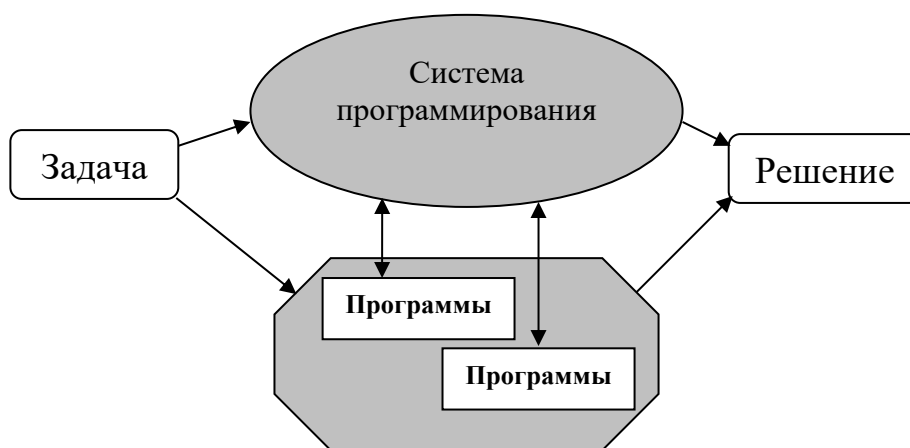 Система
программирования
Задача
Решение
Программы
Программы